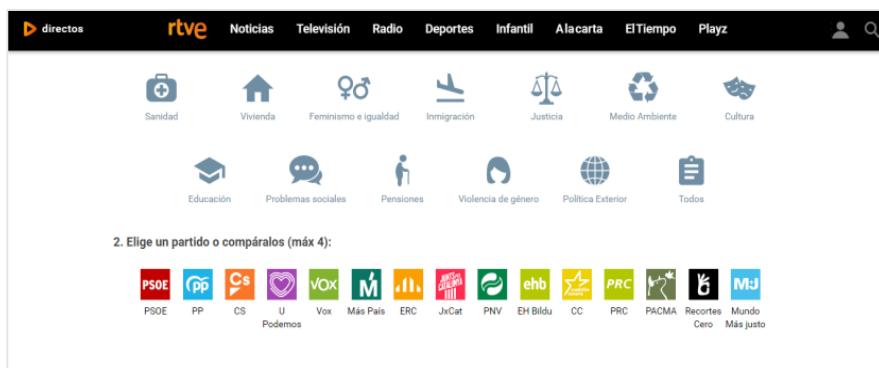 directos rtve Noticias Televisión Radio Deportes Infantil Alacarta ElTiempo Playz
Sanidad Vivienda Feminismo e igualdad Inmigración Justicia Medio Ambiente Cultura
Educación Problemas sociales Pensiones Violencia de género Política Exterior Todos
2. Elige un partido o compáralos (máx 4):
PSOE pp Cs VOX M JUNTS CATALUNYA ehb PRC M:J
PSOE PP CS U Podemos Vox Más País ERC JxCat PNV EH Bildu CC PRC PACMA Recortes Cero Mundo Más justo